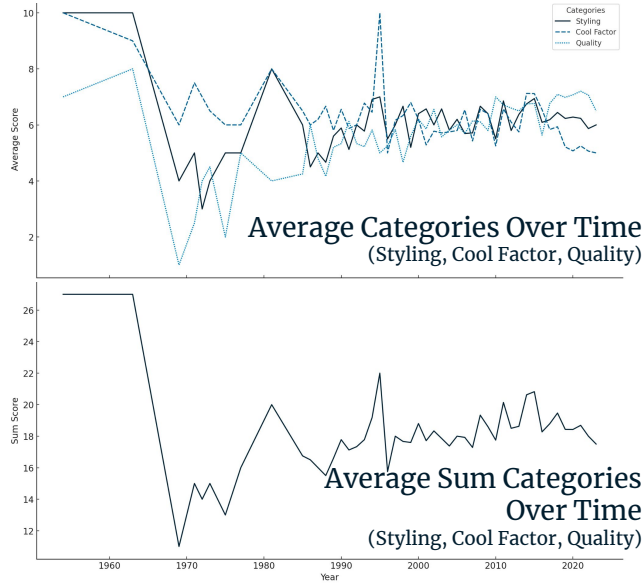 10
Categories
Styling
Cool Factor
Quality
8
6
Average Score
4
2
Average Categories Over Time
(Styling, Cool Factor, Quality)
26
24
22
20
Sum Score
18
16
14
12
Average Sum Categories
Over Time
(Styling, Cool Factor, Quality)
1960 1970 1980 1990 2000 2010 2020
Year